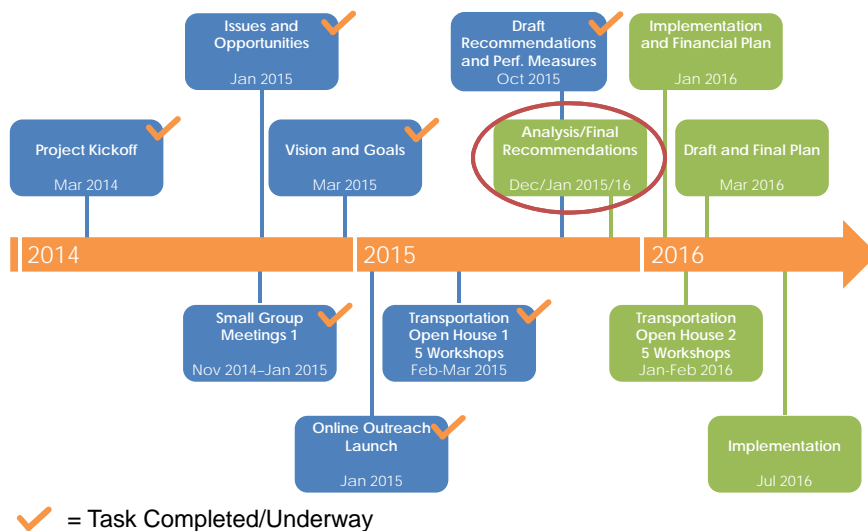 Issues and
Opportunities
Jan 2015
Draft
Recommendations
and Perf. Measures
Oct 2015
Implementation
and Financial Plan
Jan 2016
Project Kickoff
Mar 2014
Vision and Goals
Mar 2015
Analysis/Final
Recommendations
Dec/Jan 2015/16
Draft and Final Plan
Mar 2016
2014
2015
2016
Small Group
Meetings 1
Nov 2014–Jan 2015
Transportation
Open House 1
5 Workshops
Feb-Mar 2015
Transportation
Open House 2
5 Workshops
Jan-Feb 2016
Online Outreach
Launch
Jan 2015
Implementation
Jul 2016
= Task Completed/Underway